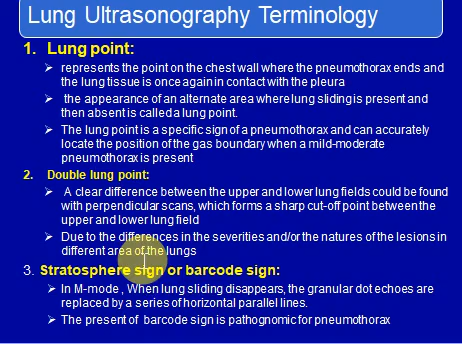 Lung Ultrasonography Terminology
1. Lung point:
➢ represents the point on the chest wall where the pneumothorax ends and
the lung tissue is once again in contact with the pleura
➢ the appearance of an alternate area where lung sliding is present and
then absent is called a lung point.
➢ The lung point is a specific sign of a pneumothorax and can accurately
locate the position of the gas boundary when a mild-moderate
pneumothorax is present
2. Double lung point:
➢ A clear difference between the upper and lower lung fields could be found
with perpendicular scans, which forms a sharp cut-off point between the
upper and lower lung field
➢ Due to the differences in the severities and/or the natures of the lesions in
different area of the lungs
3. Stratosphere sign or barcode sign:
➢ In M-mode , When lung sliding disappears, the granular dot echoes are
replaced by a series of horizontal parallel lines.
➢ The present of barcode sign is pathognomic for pneumothorax